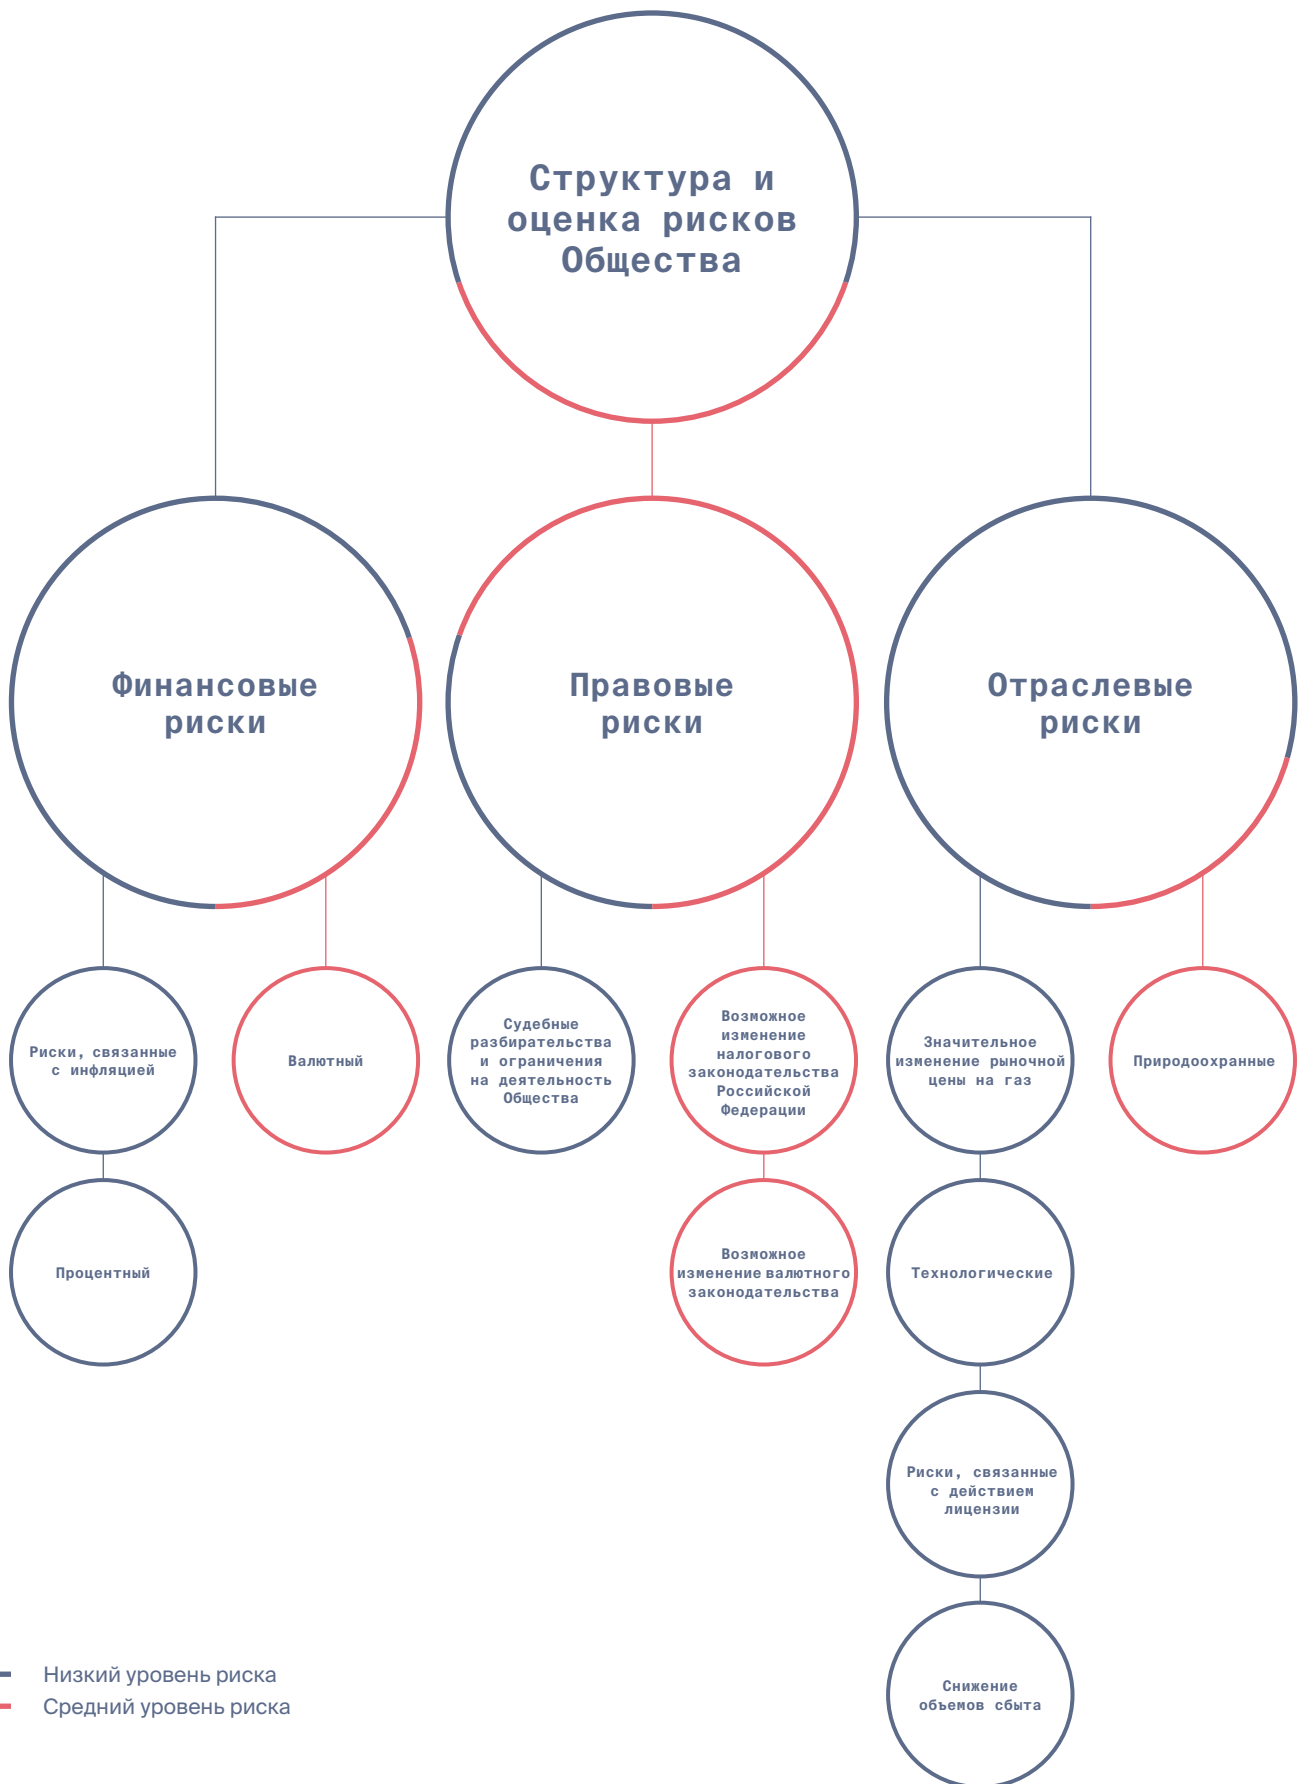 Структура и
оценка рисков
Общества
Финансовые
риски
Правовые
риски
Отраслевые
риски
Риски, связанные
с инфляцией
Валютный
Судебные
разбирательства
и ограничения
на деятельность
Общества
Возможное
изменение
налогового
законодательства
Российской
Федерации
Значительное
изменение рыночной
цены на газ
Природоохранные
Процентный
Возможное
изменение валютного
законодательства
Технологические
Риски, связанные
с действием
лицензии
Снижение
объемов сбыта
Низкий уровень риска
Средний уровень риска